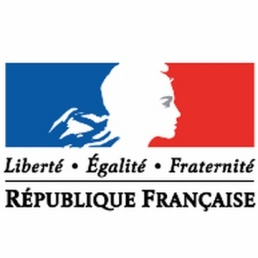 Liberté • Égalité • Fraternité
RÉPUBLIQUE FRANÇAISE